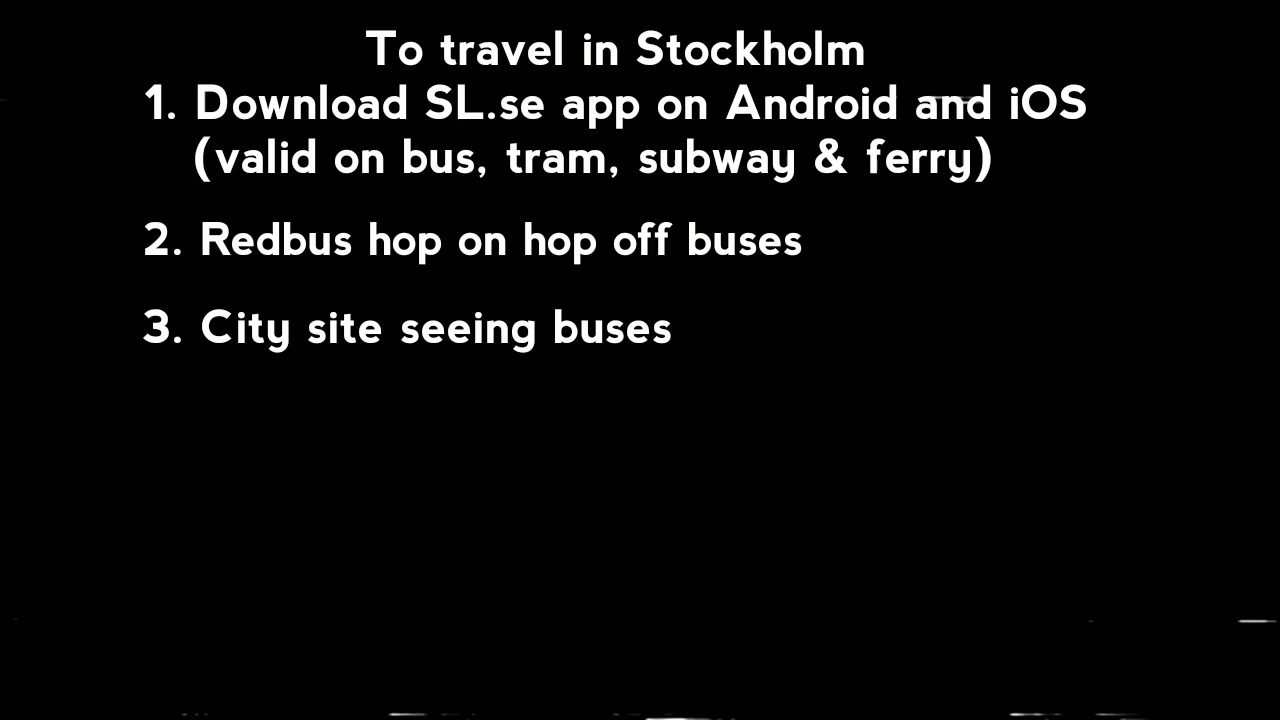 To travel in Stockholm
1. Download SL.se app on Android and iOS
(valid on bus, tram, subway & ferry)
2. Redbus hop on hop off buses
3. City site seeing buses